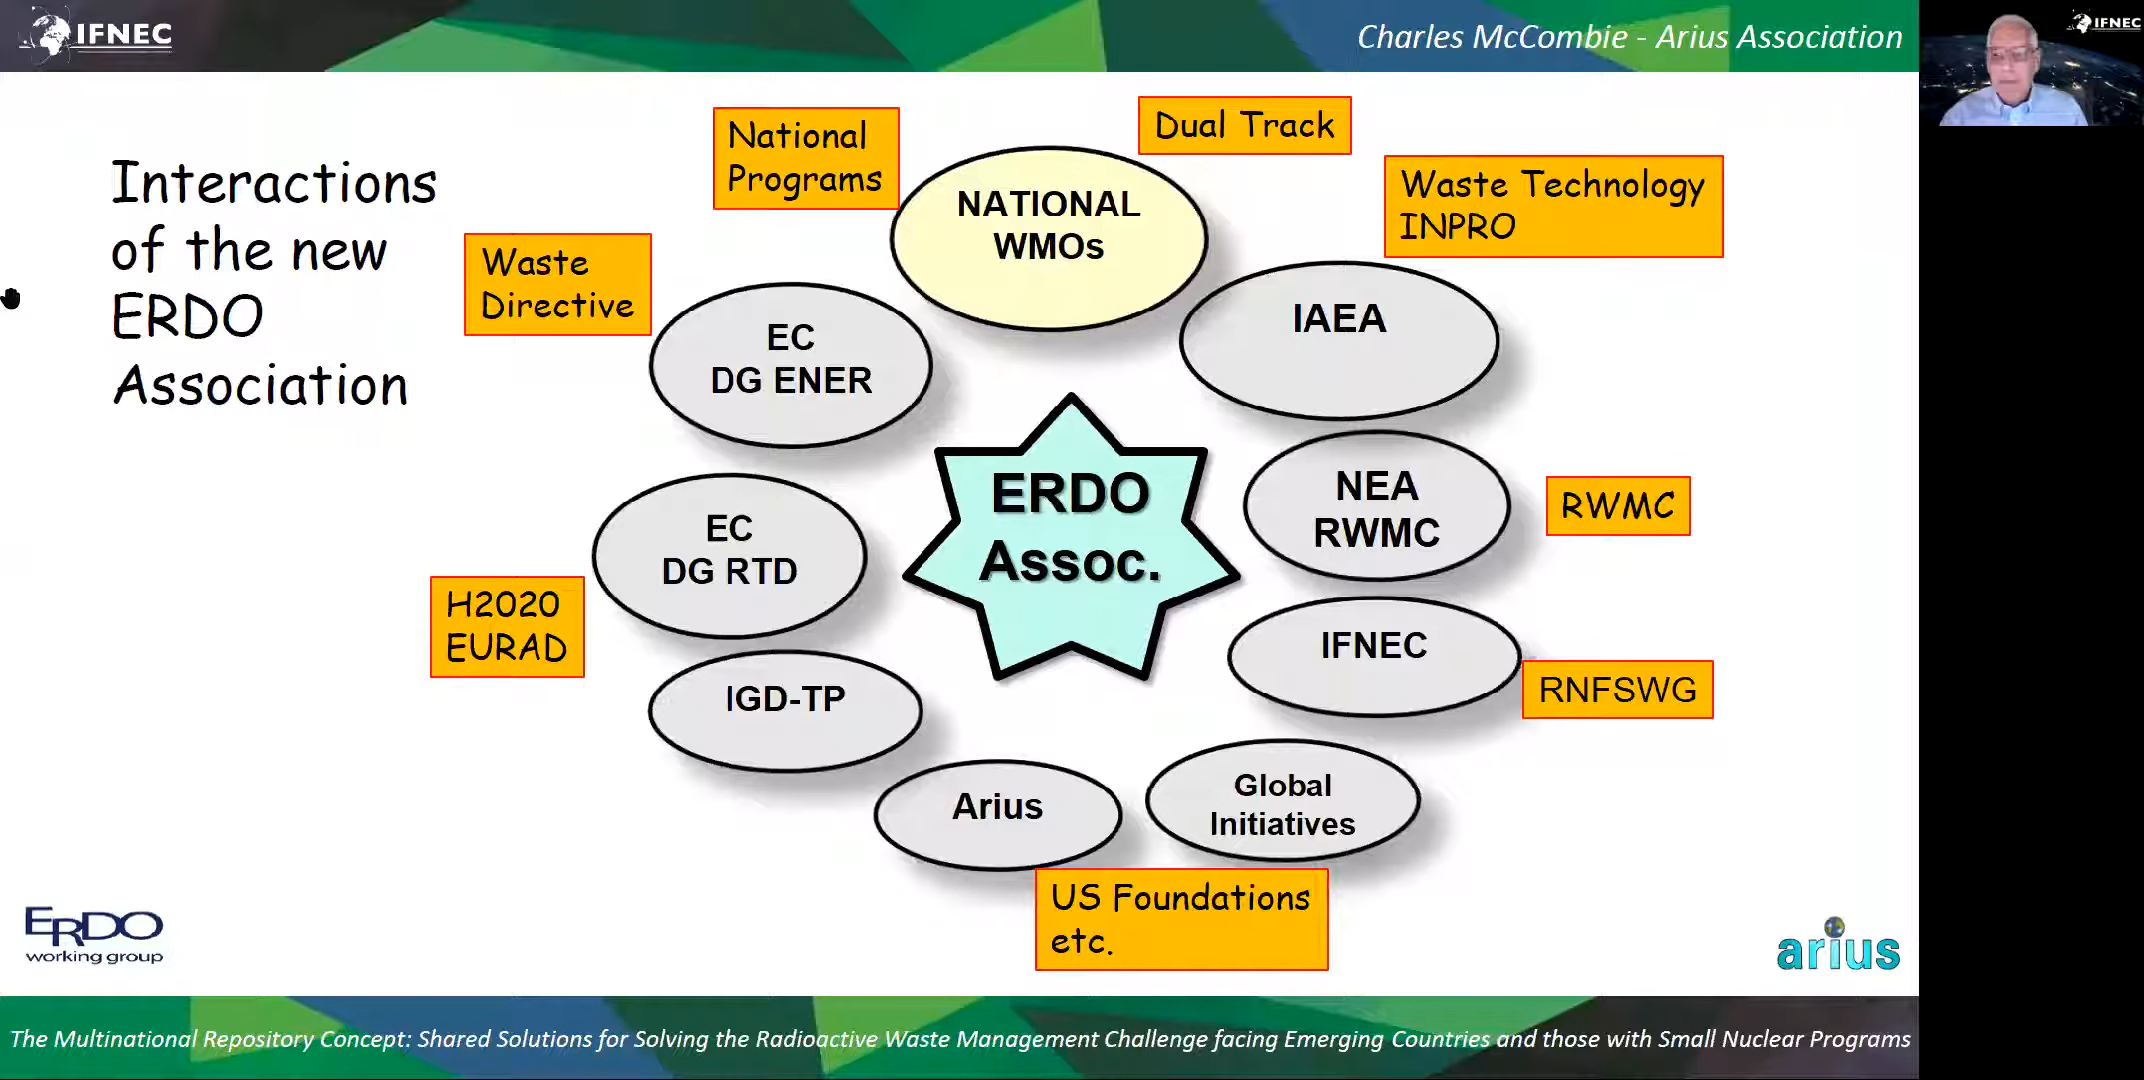 IFNEC
Charles McCombie - Arius Association
IFNEC
Interactions
of the new
ERDO
Association
National
Programs
Dual Track
NATIONAL
WMOs
Waste Technology
INPRO
Waste
Directive
EC
DG ENER
IAEA
ERDO
Assoc.
NEA
RWMC
RWMC
EC
DG RTD
H2020
EURAD
IFNEC
RNFSWG
IGD-TP
Arius
Global
Initiatives
US Foundations
etc.
ERDO
working group
arius
The Multinational Repository Concept: Shared Solutions for Solving the Radioactive Waste Management Challenge facing Emerging Countries and those with Small Nuclear Programs